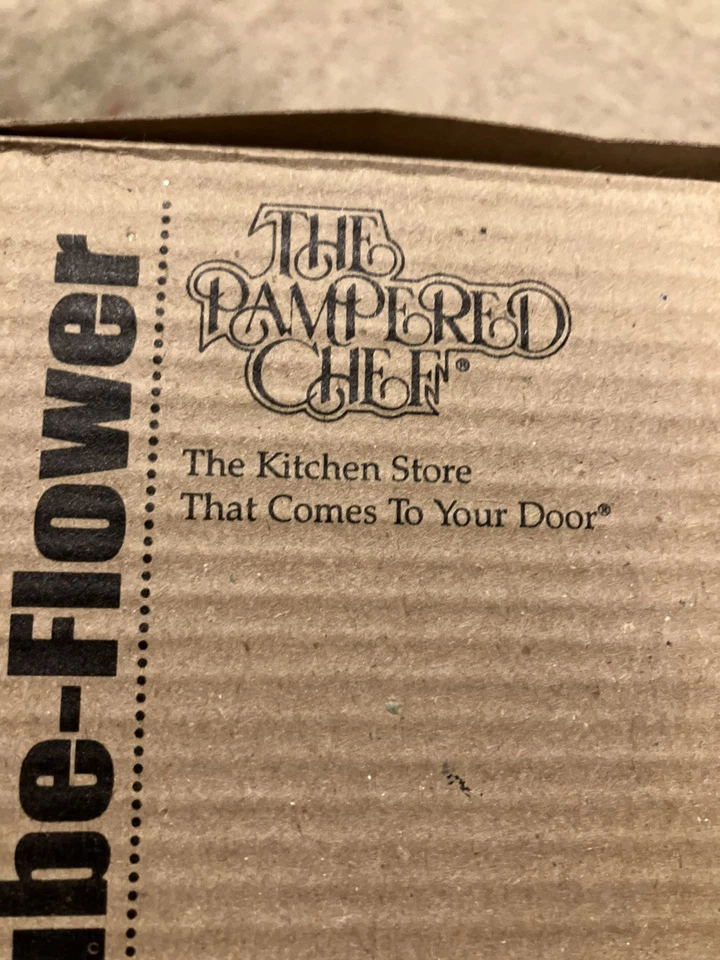 THE
PAMPERED
CHEF®
The Kitchen Store
That Comes To Your Door®
be-Flower